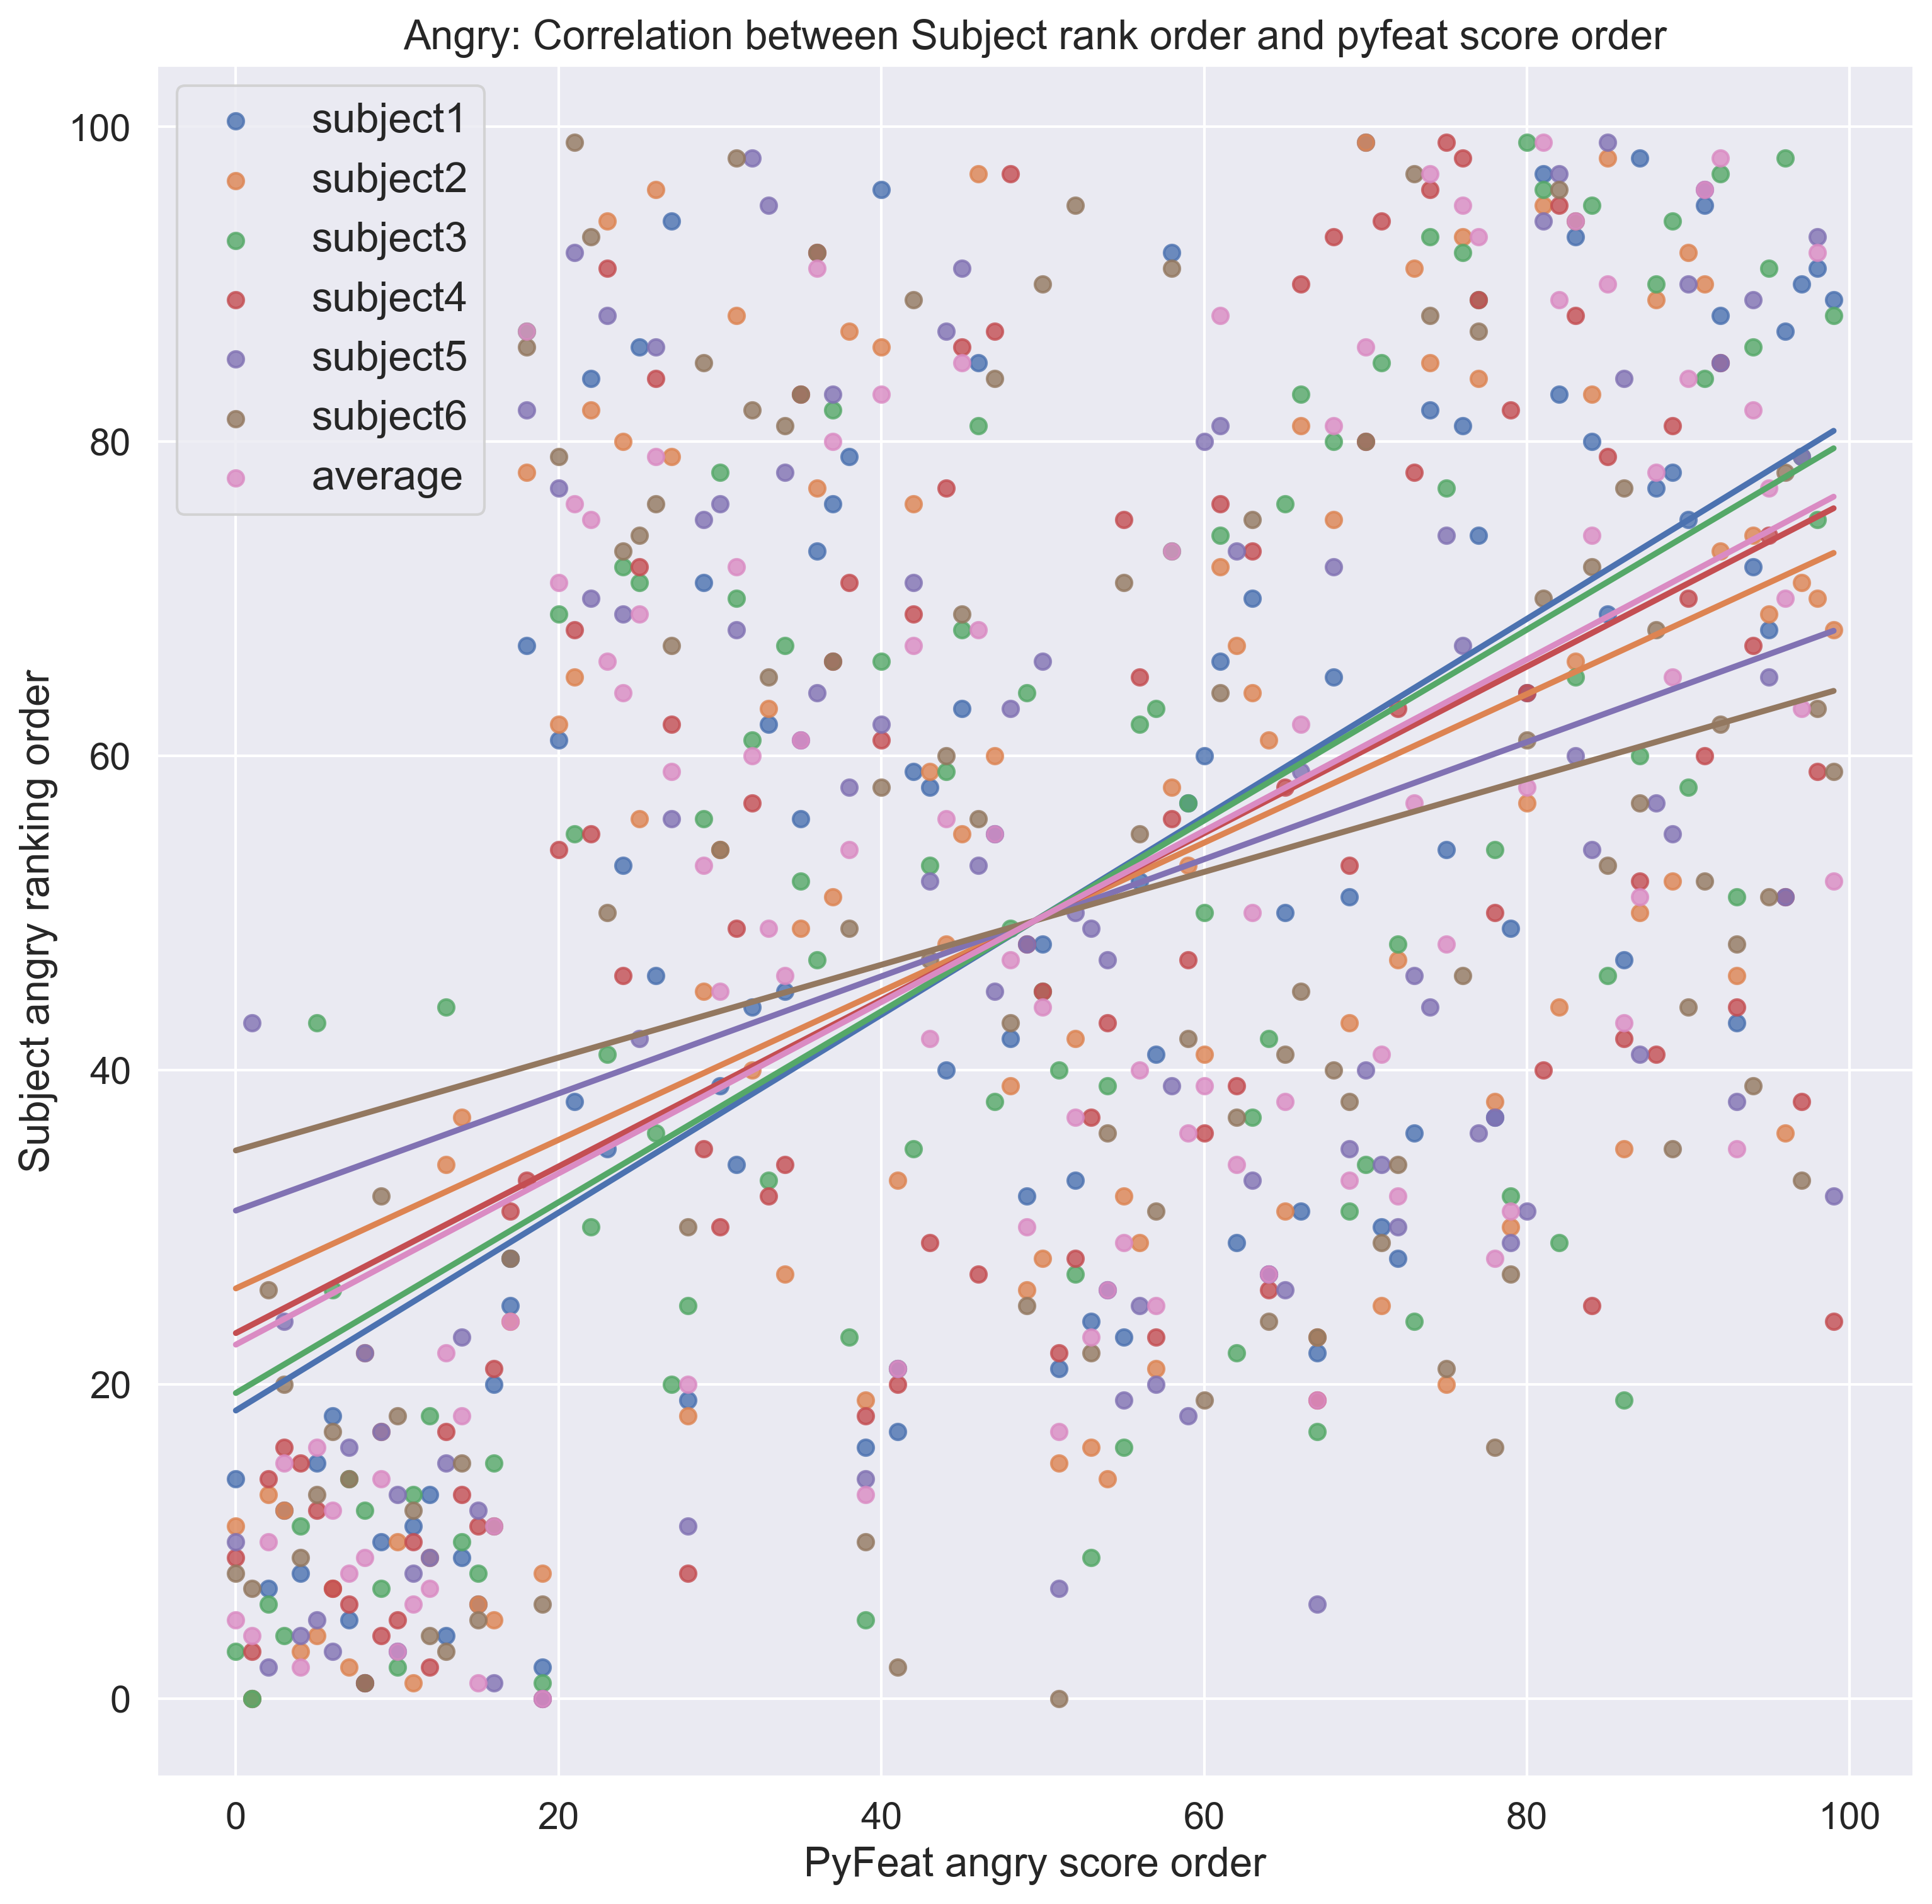 Angry: Correlation between Subject rank order and pyfeat score order
subject1
subject2
subject3
subject4
subject5
subject6
average
100
80
60
40
20
0
Subject angry ranking order
0 20 40 60 80 100
PyFeat angry score order